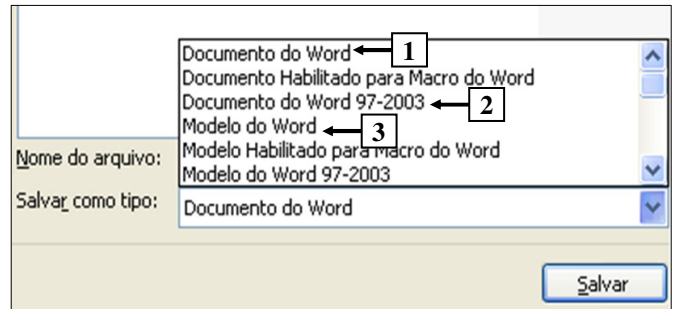 Documento do Word 1
Documento Habilitado para Macro do Word
Documento do Word 97-2003 2
Modelo do Word 3
Modelo Habilitado para Macro do Word
Modelo do Word 97-2003
Nome do arquivo:
Salvar como tipo: Documento do Word
Salvar